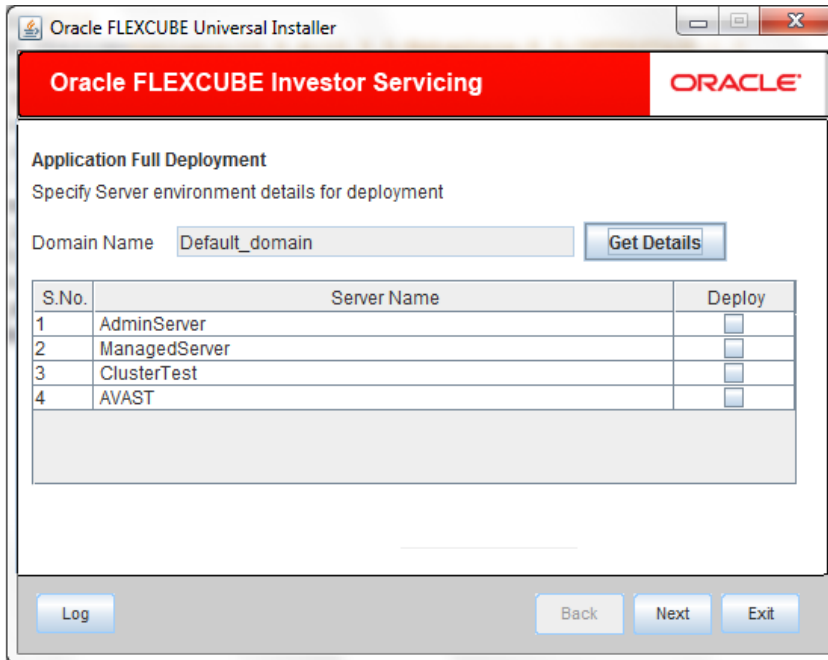 Oracle FLEXCUBE Universal Installer
Oracle FLEXCUBE Investor Servicing
ORACLE
Application Full Deployment
Specify Server environment details for deployment
Domain Name Default_domain Get Details
S.No. Server Name Deploy
1 AdminServer
2 ManagedServer
3 ClusterTest
4 AVAST
Log Back Next Exit